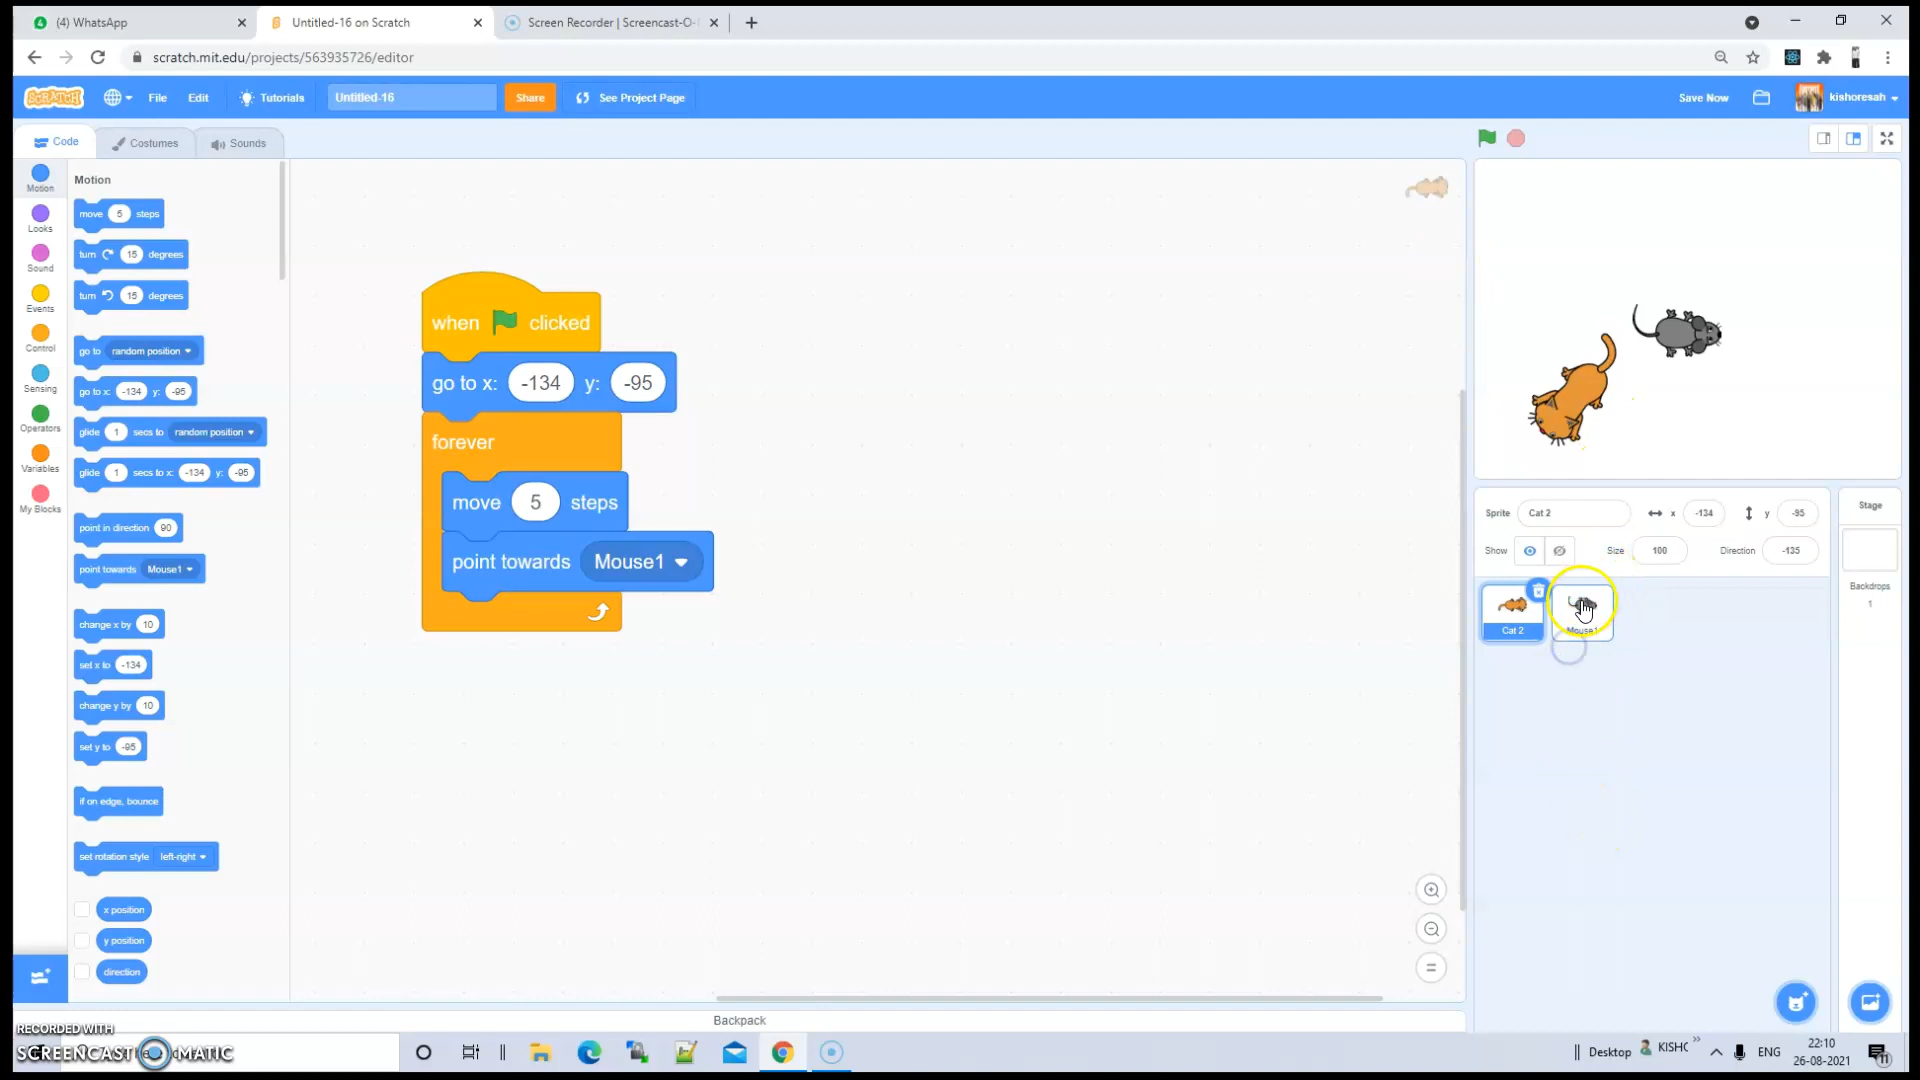 (4) WhatsApp
Untitled-16 on Scratch
Screen Recorder | Screencast-O-
scratch.mit.edu/projects/563935726/editor
SCRATCH
File
Edit
Tutorials
Untitled-16
Share
See Project Page
Save Now
kishoresah
Code
Costumes
Sounds
Motion
Looks
Sound
Events
Control
Sensing
Operators
Variables
My Blocks
Motion
move 5 steps
turn 15 degrees
turn 15 degrees
go to random position
go to x: -134 y: -95
glide 1 secs to random position
glide 1 secs to x: -134 y: -95
point in direction 90
point towards Mouse1
change x by 10
set x to -134
change y by 10
set y to -95
if on edge, bounce
set rotation style left-right
x position
y position
direction
when clicked
go to x: -134 y: -95
forever
move 5 steps
point towards Mouse1
Sprite Cat 2 x -134 y -95
Show Size 100 Direction -135
Cat 2
Mouse1
Stage
Backdrops
1
Backpack
RECORDED WITH
SCREENCAST MATIC
Desktop
KISHC
ENG
22:10
26-08-2021